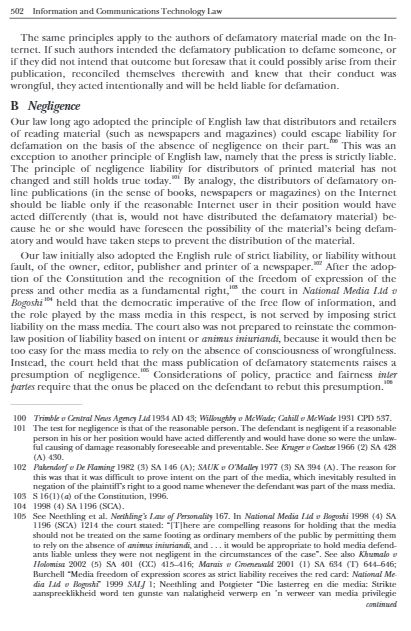 502 Information and Communications Technology Law
The same principles apply to the authors of defamatory material made on the In-
ternet. If such authors intended the defamatory publication to defame someone, or
if they did not intend that outcome but foresaw that it could possibly arise from their
publication, reconciled themselves therewith and knew that their conduct was
wrongful, they acted intentionally and will be held liable for defamation.
B Negligence
Our law long ago adopted the principle of English law that distributors and retailers
of reading material (such as newspapers and magazines) could escape liability for
defamation on the basis of the absence of negligence on their part.100 This was an
exception to another principle of English law, namely that the press is strictly liable.
The principle of negligence liability for distributors of printed material has not
changed and still holds true today.101 By analogy, the distributors of defamatory on-
line publications (in the sense of books, newspapers or magazines) on the Internet
should be liable only if the reasonable Internet user in their position would have
acted differently (that is, would not have distributed the defamatory material) be-
cause he or she would have foreseen the possibility of the material's being defam-
atory and would have taken steps to prevent the distribution of the material.
Our law initially also adopted the English rule of strict liability, or liability without
fault, of the owner, editor, publisher and printer of a newspaper.102 After the adop-
tion of the Constitution and the recognition of the freedom of expression of the
press and other media as a fundamental right,103 the court in National Media Ltd v
Bogoshi104 held that the democratic imperative of the free flow of information, and
the role played by the mass media in this respect, is not served by imposing strict
liability on the mass media. The court also was not prepared to reinstate the common-
law position of liability based on intent or animus iniuriandi, because it would then be
too easy for the mass media to rely on the absence of consciousness of wrongfulness.
Instead, the court held that the mass publication of defamatory statements raises a
presumption of negligence.105 Considerations of policy, practice and fairness inter
partes require that the onus be placed on the defendant to rebut this presumption.106
100 Trimble v Central News Agency Ltd 1934 AD 43; Willoughby v McWade; Cahill v McWade 1931 CPD 537.
101 The test for negligence is that of the reasonable person. The defendant is negligent if a reasonable
person in his or her position would have acted differently and would have done so were the unlaw-
ful causing of damage reasonably foreseeable and preventable. See Kruger v Coetzee 1966 (2) SA 428
(A) 430.
102 Pakendorf v De Flaming 1982 (3) SA 146 (A); SAUK v O'Malley 1977 (3) SA 394 (A). The reason for
this was that it was difficult to prove intent on the part of the media, which inevitably resulted in
negation of the plaintiff's right to a good name whenever the defendant was part of the mass media.
103 S 16(1)(a) of the Constitution, 1996.
104 1998 (4) SA 1196 (SCA).
105 See Neethling et al. Neethling's Law of Personality 167. In National Media Ltd v Bogoshi 1998 (4) SA
1196 (SCA) 1214 the court stated: "[T]here are compelling reasons for holding that the media
should not be treated on the same footing as ordinary members of the public by permitting them
to rely on the absence of animus iniuriandi, and . . . it would be appropriate to hold media defend-
ants liable unless they were not negligent in the circumstances of the case". See also Khumalo v
Holomisa 2002 (5) SA 401 (CC) 415–416; Marais v Groenewald 2001 (1) SA 634 (T) 644–646;
Burchell "Media freedom of expression scores as strict liability receives the red card: National Me-
dia Ltd v Bogoshi" 1999 SALJ 1; Neethling and Potgieter "Die lasterreg en die media: Strikte
aanspreeklikheid word ten gunste van nalatigheid verwerp en 'n verweer van media privilegie
continued